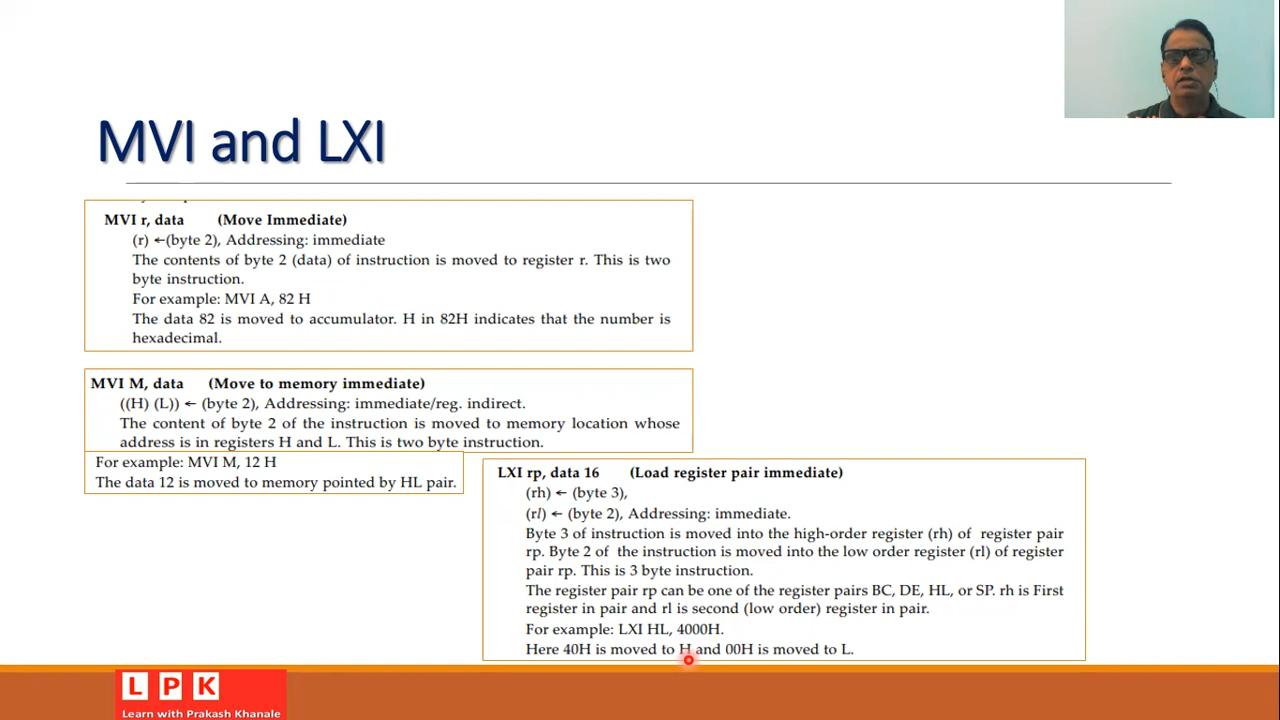 MVI and LXI
MVI r, data (Move Immediate)
(r) ←(byte 2), Addressing: immediate
The contents of byte 2 (data) of instruction is moved to register r. This is two
byte instruction.
For example: MVI A, 82 H
The data 82 is moved to accumulator. H in 82H indicates that the number is
hexadecimal.
MVI M, data (Move to memory immediate)
((H) (L)) ← (byte 2), Addressing: immediate/reg. indirect.
The content of byte 2 of the instruction is moved to memory location whose
address is in registers H and L. This is two byte instruction.
For example: MVI M, 12 H
The data 12 is moved to memory pointed by HL pair.
LXI rp, data 16 (Load register pair immediate)
(rh) ← (byte 3),
(rl) ← (byte 2), Addressing: immediate.
Byte 3 of instruction is moved into the high-order register (rh) of register pair
rp. Byte 2 of the instruction is moved into the low order register (rl) of register
pair rp. This is 3 byte instruction.
The register pair rp can be one of the register pairs BC, DE, HL, or SP. rh is First
register in pair and rl is second (low order) register in pair.
For example: LXI HL, 4000H.
Here 40H is moved to H and 00H is moved to L.
L P K
Learn with Prakash Khanale